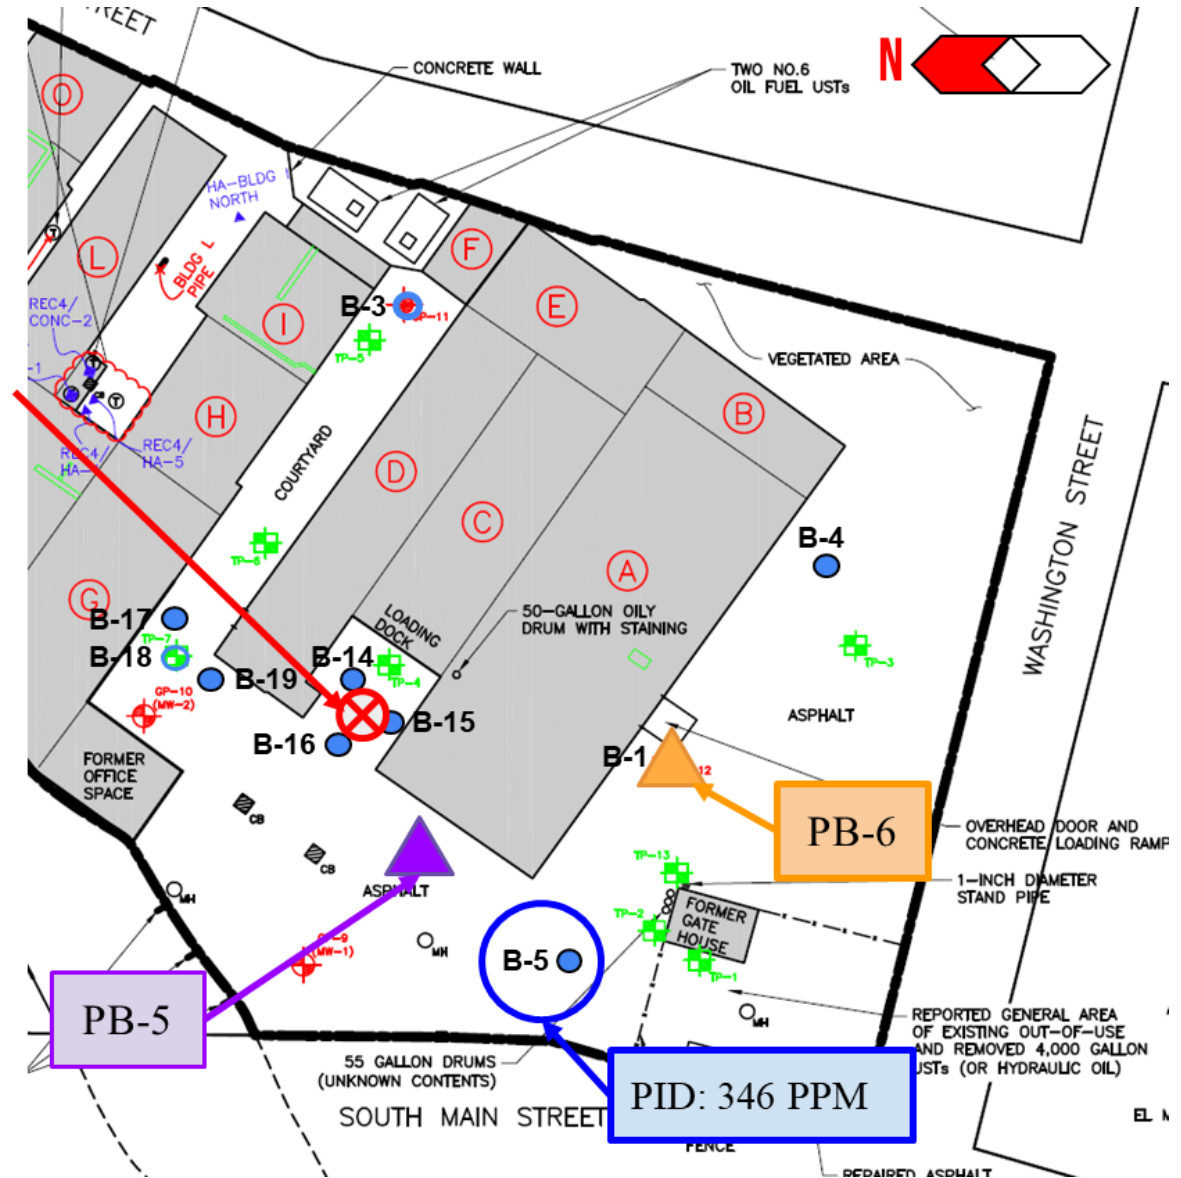 CONCRETE WALL
TWO NO.6
OIL FUEL USTs
N
O
HA-BLDG
NORTH
L
BLDG L
PIPE
F
E
REC4/
CONC-2
B-3
TP-5
I
VEGETATED AREA
H
B
REC4/
HA-5
COURTYARD
D
C
A
WASHINGTON STREET
B-4
TP-6
G
50-GALLON OILY
DRUM WITH STAINING
LOADING
DOCK
B-17
TP-7
B-18
B-19
B-14
TP-4
TP-3
GP-10
(MW-2)
B-15
B-16
ASPHALT
B-1
12
FORMER
OFFICE
SPACE
PB-6
CB
CB
OVERHEAD DOOR AND
CONCRETE LOADING RAMP
TP-13
1-INCH DIAMETER
STAND PIPE
ASPHALT
MH
FORMER
GATE
HOUSE
TP-2
MH
(MW-1)
B-5
TP-1
PB-5
MH
REPORTED GENERAL AREA
OF EXISTING OUT-OF-USE
AND REMOVED 4,000 GALLON
USTs (OR HYDRAULIC OIL)
55 GALLON DRUMS
(UNKNOWN CONTENTS)
PID: 346 PPM
SOUTH MAIN STREET
FENCE
REPAIRED ASPHALT